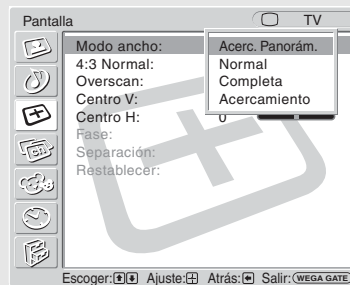 Pantalla TV
Modo ancho: Acerc. Panorám.
4:3 Normal: Normal
Overscan: Completa
Centro V: Acercamiento
Centro H: 0
Fase:
Separación:
Restablecer:
Escoger: Ajuste: Atrás: Salir: WEGA GATE